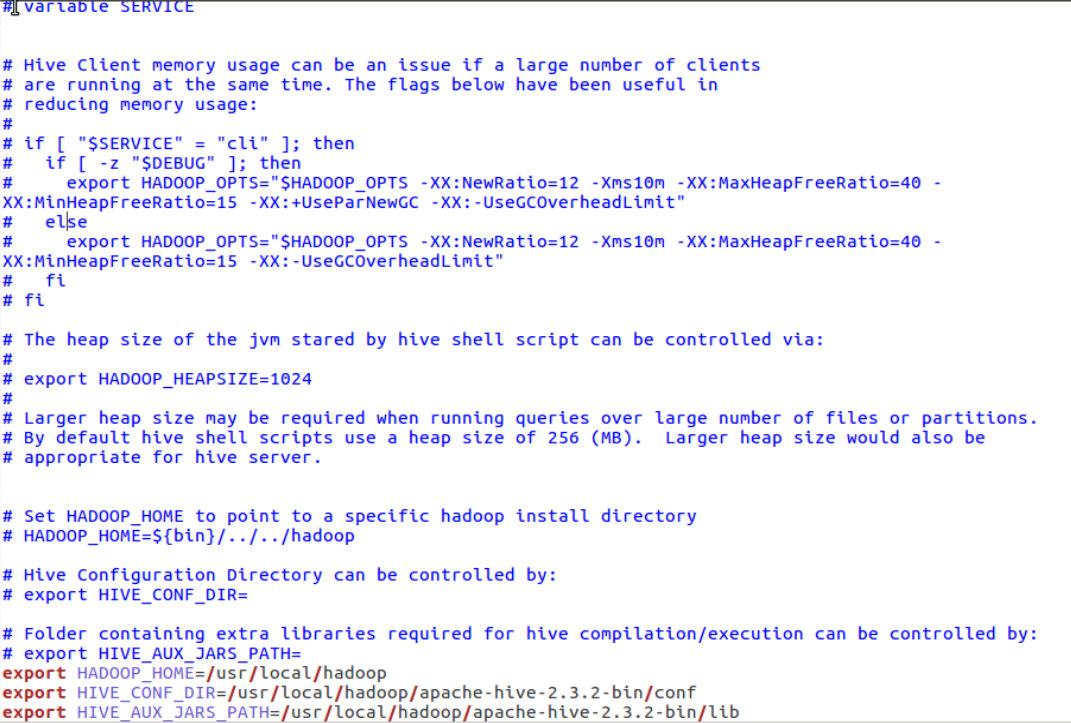 # variable SERVICE
# Hive Client memory usage can be an issue if a large number of clients
# are running at the same time. The flags below have been useful in
# reducing memory usage:
#
# if [ "$SERVICE" = "cli" ]; then
#   if [ -z "$DEBUG" ]; then
#     export HADOOP_OPTS="$HADOOP_OPTS -XX:NewRatio=12 -Xms10m -XX:MaxHeapFreeRatio=40 -
XX:MinHeapFreeRatio=15 -XX:+UseParNewGC -XX:-UseGCOverheadLimit"
#   else
#     export HADOOP_OPTS="$HADOOP_OPTS -XX:NewRatio=12 -Xms10m -XX:MaxHeapFreeRatio=40 -
XX:MinHeapFreeRatio=15 -XX:-UseGCOverheadLimit"
#   fi
# fi
# The heap size of the jvm stared by hive shell script can be controlled via:
#
# export HADOOP_HEAPSIZE=1024
#
# Larger heap size may be required when running queries over large number of files or partitions.
# By default hive shell scripts use a heap size of 256 (MB).  Larger heap size would also be
# appropriate for hive server.
# Set HADOOP_HOME to point to a specific hadoop install directory
# HADOOP_HOME=${bin}/../../hadoop
# Hive Configuration Directory can be controlled by:
# export HIVE_CONF_DIR=
# Folder containing extra libraries required for hive compilation/execution can be controlled by:
# export HIVE_AUX_JARS_PATH=
export HADOOP_HOME=/usr/local/hadoop
export HIVE_CONF_DIR=/usr/local/hadoop/apache-hive-2.3.2-bin/conf
export HIVE_AUX_JARS_PATH=/usr/local/hadoop/apache-hive-2.3.2-bin/lib